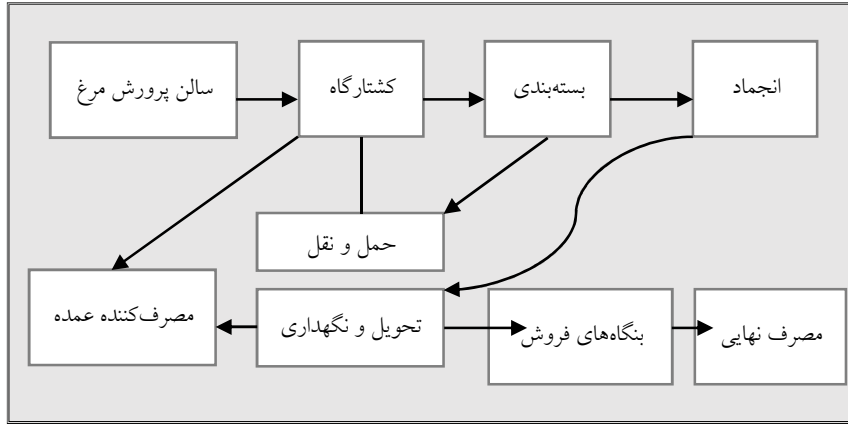 سالن پرورش مرغ
کشتارگاه
بسته‌بندی
انجماد
حمل و نقل
مصرف‌کننده عمده
تحویل و نگهداری
بنگاه‌های فروش
مصرف نهایی